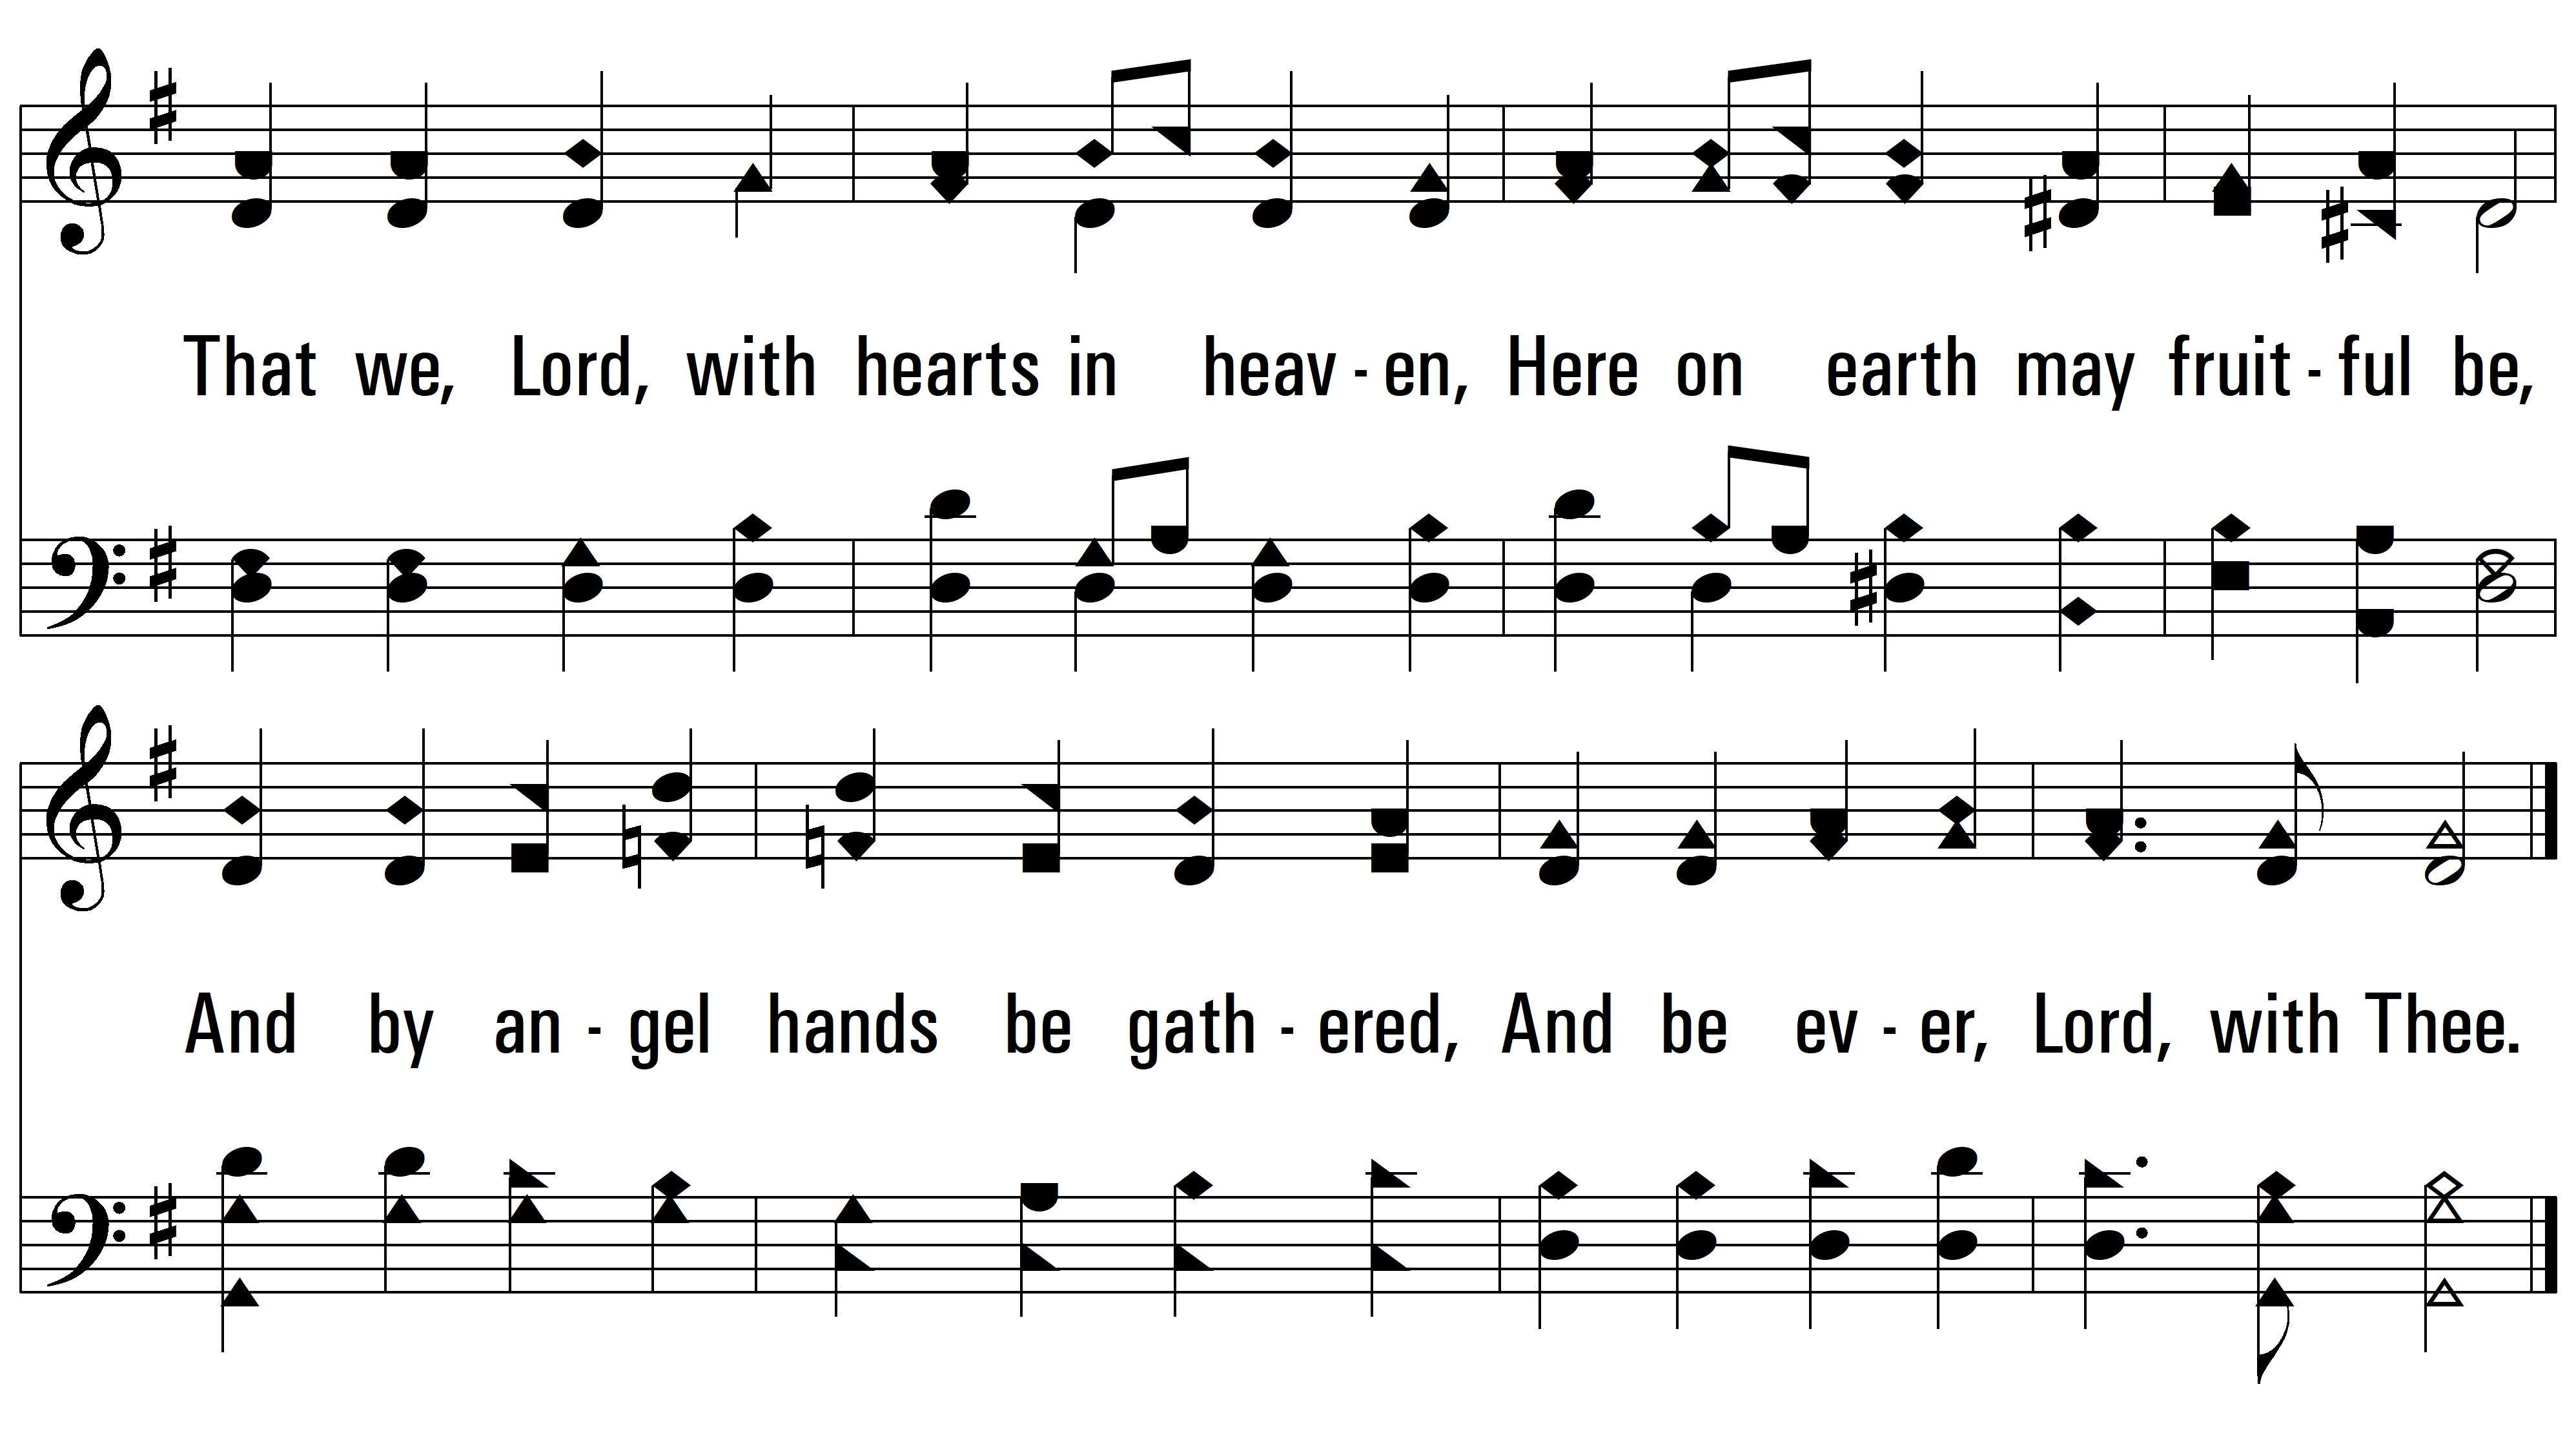 That we, Lord, with hearts in heav - en, Here on earth may fruit - ful be,
And by an - gel hands be gath - ered, And be ev - er, Lord, with Thee.